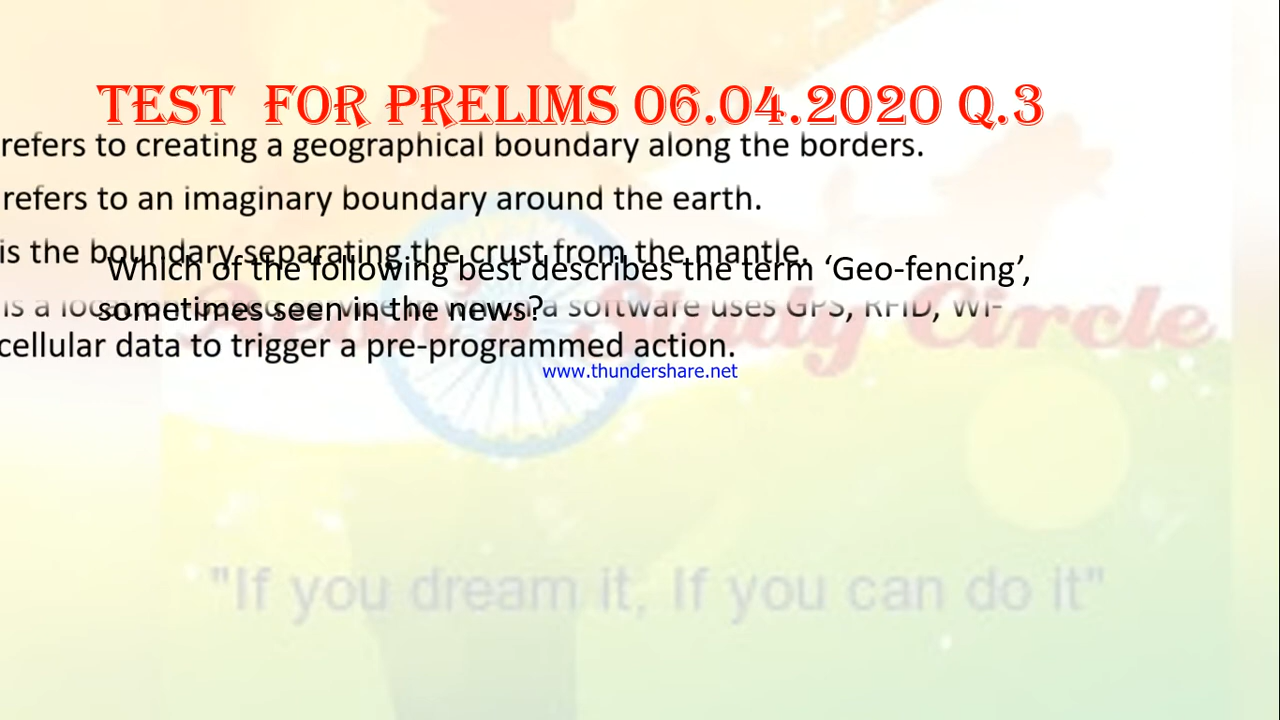 TEST FOR PRELIMS 06.04.2020 Q.3
refers to creating a geographical boundary along the borders.
refers to an imaginary boundary around the earth.
is the boundary separating the crust from the mantle.
Which of the following best describes the term ‘Geo-fencing’,
is a software uses GPS, RFID, WI-
sometimes seen in the news?
cellular data to trigger a pre-programmed action.
www.thundershare.net
Study Circle
"If you dream it, If you can do it"